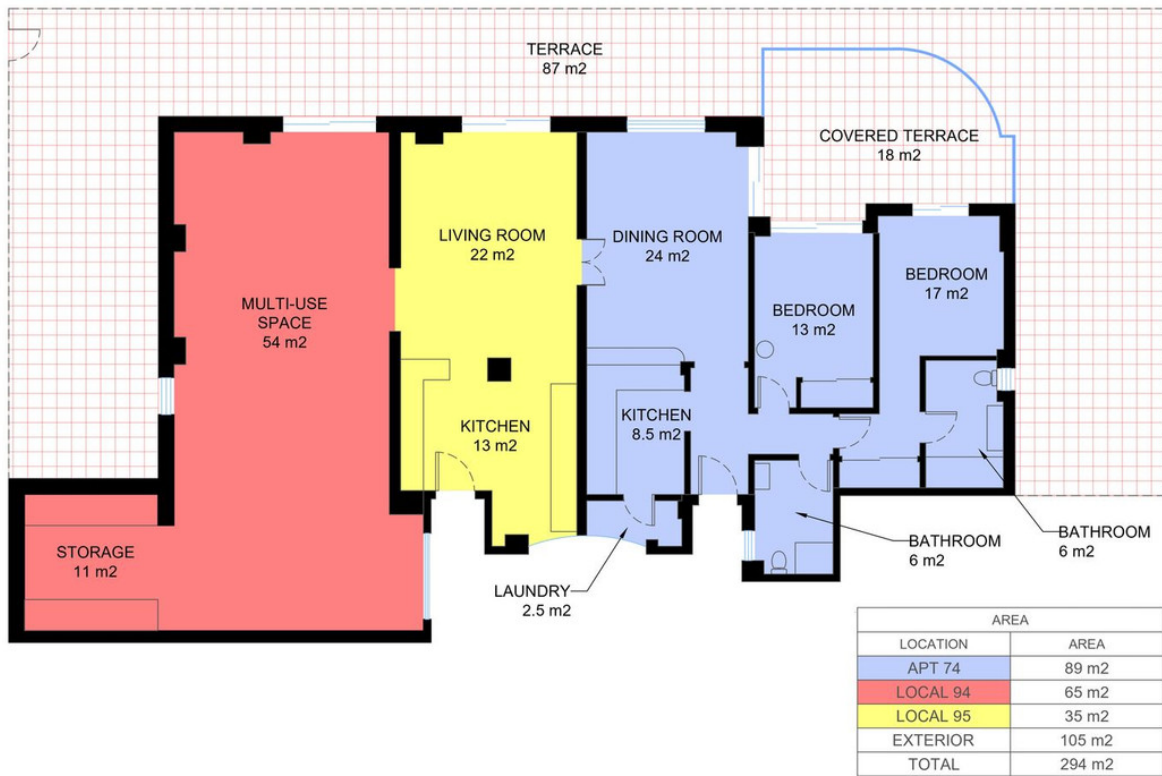 TERRACE
87 m2
COVERED TERRACE
18 m2
LIVING ROOM
22 m2
DINING ROOM
24 m2
BEDROOM
17 m2
MULTI-USE
SPACE
54 m2
BEDROOM
13 m2
KITCHEN
13 m2
KITCHEN
8.5 m2
STORAGE
11 m2
LAUNDRY
2.5 m2
BATHROOM
6 m2
BATHROOM
6 m2
AREA
LOCATION AREA
APT 74 89 m2
LOCAL 94 65 m2
LOCAL 95 35 m2
EXTERIOR 105 m2
TOTAL 294 m2